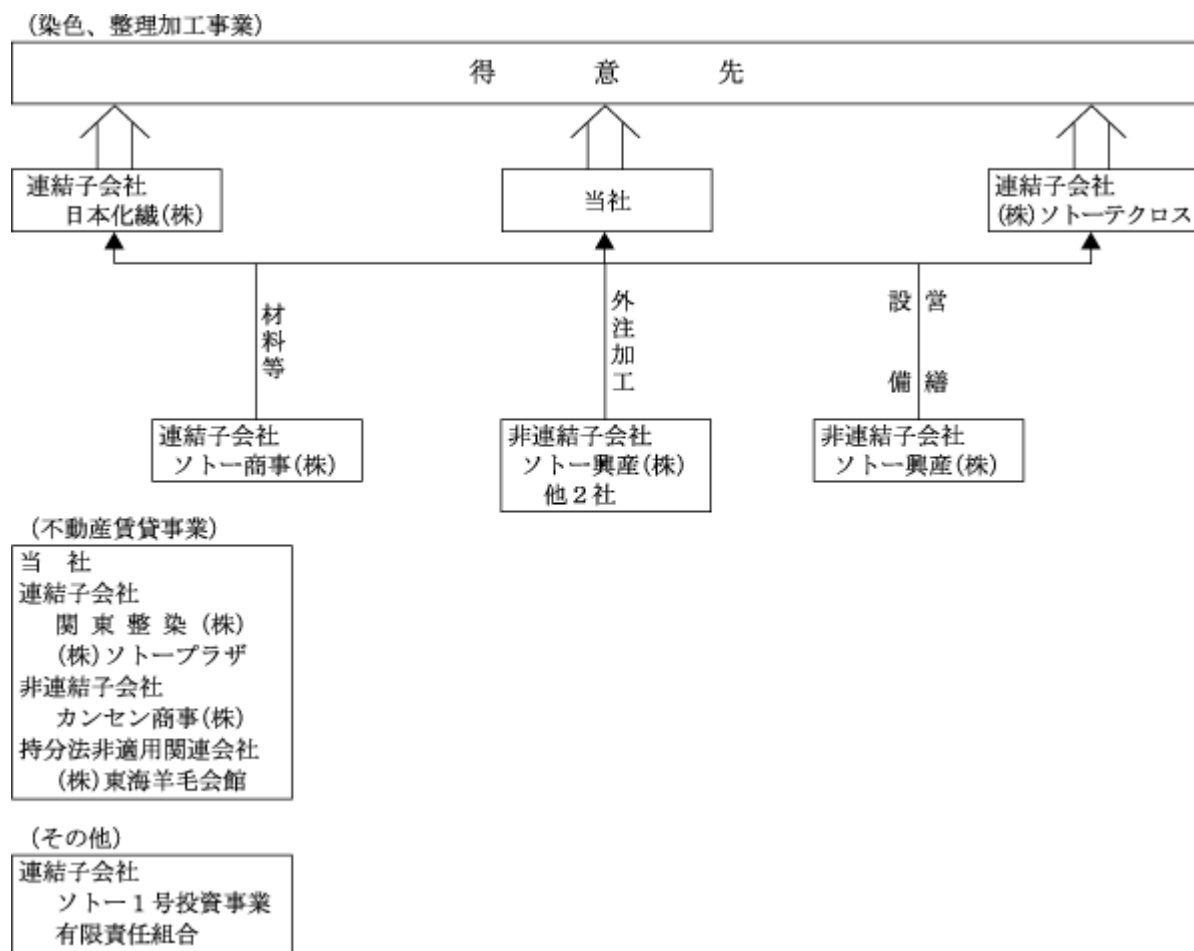 (染色、整理加工事業)
得 意 先
連結子会社
日本化繊(株)
当社
連結子会社
(株)ソトーテクロス
材料等
外注加工
設備
営繕
連結子会社
ソトー商事(株)
非連結子会社
ソトー興産(株)
他2社
非連結子会社
ソトー興産(株)
(不動産賃貸事業)
当 社
連結子会社
関 東 整 染 (株)
(株)ソトープラザ
非連結子会社
カンセン商事(株)
持分法非適用関連会社
(株)東海羊毛会館
(その他)
連結子会社
ソトー1号投資事業
有限責任組合